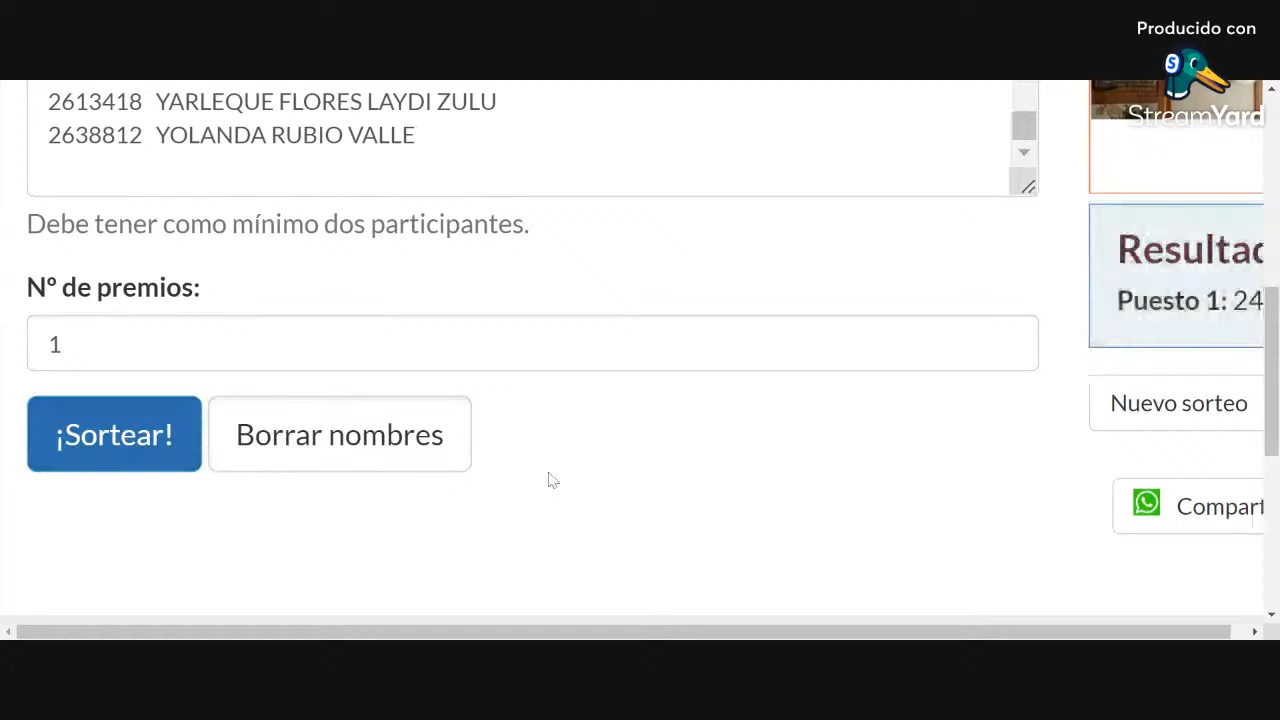 Producido con
StreamYard
2613418 YARLEQUE FLORES LAYDI ZULU
2638812 YOLANDA RUBIO VALLE
Debe tener como mínimo dos participantes.
Nº de premios:
1
¡Sortear!
Borrar nombres
Resultad
Puesto 1: 24
Nuevo sorteo
Compart